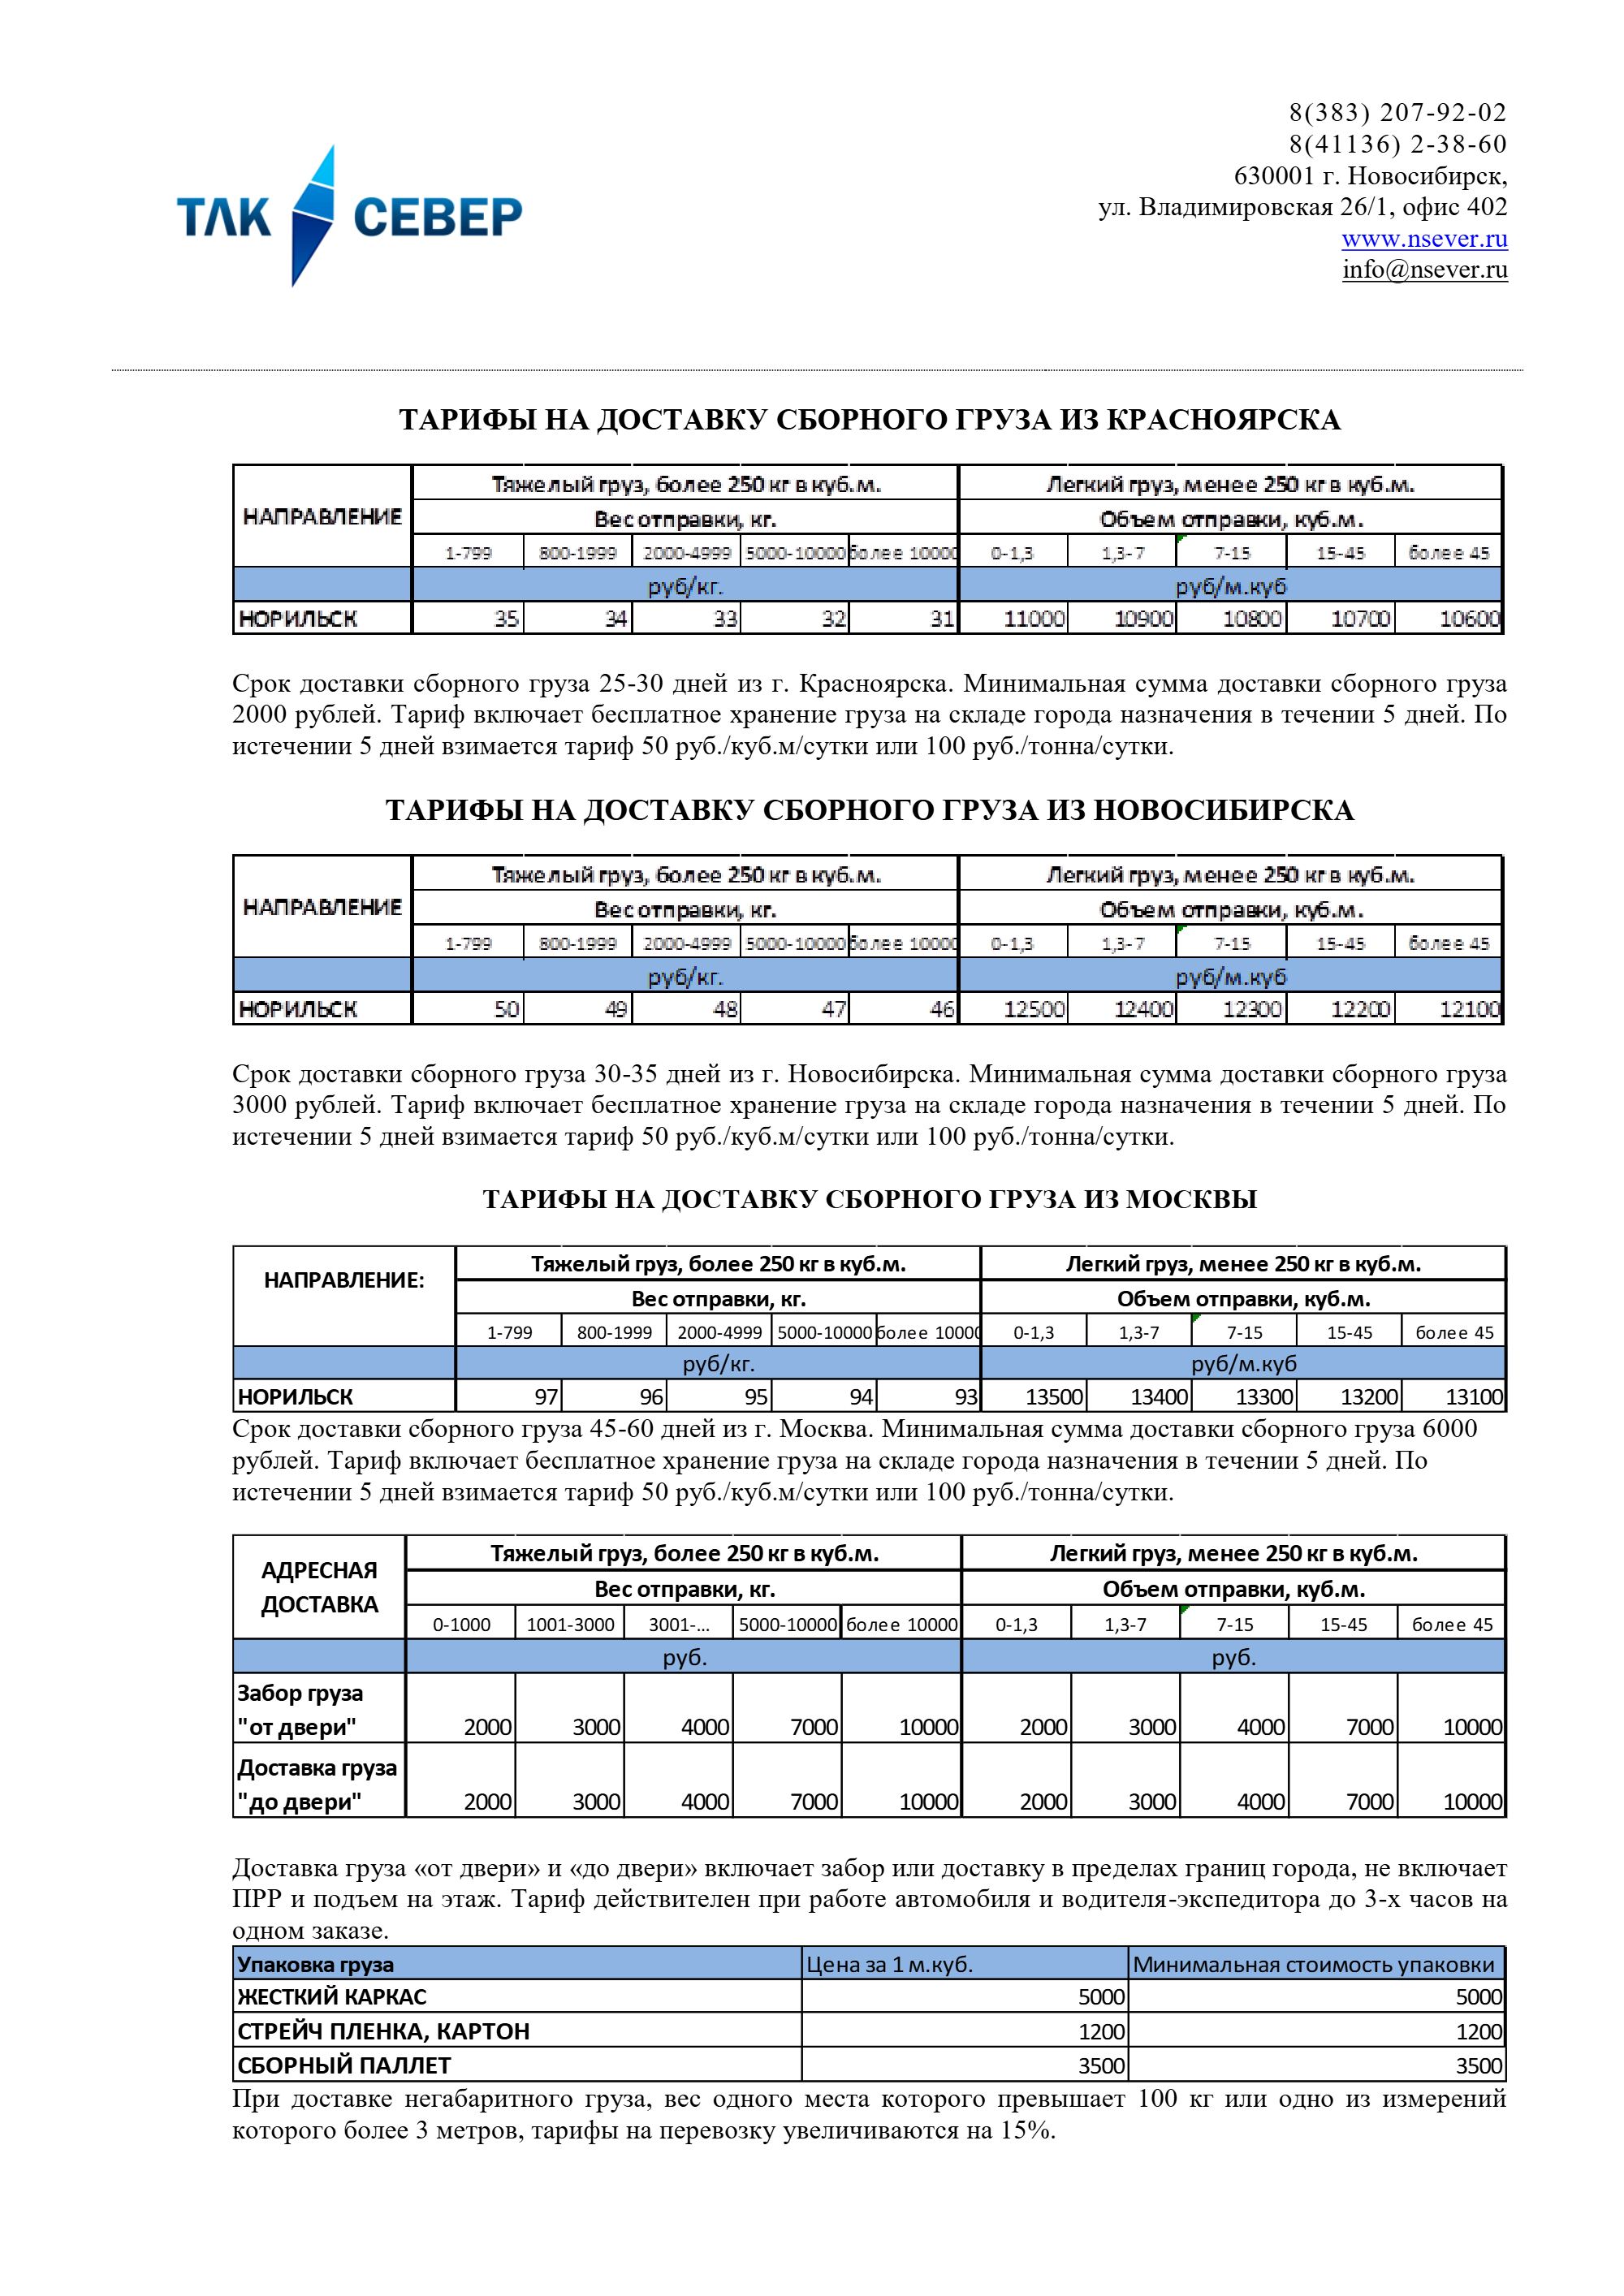 8(383) 207-92-02
8(41136) 2-38-60
630001 г. Новосибирск,
ул. Владимировская 26/1, офис 402
www.nsever.ru
info@nsever.ru
ТЛК СЕВЕР
ТАРИФЫ НА ДОСТАВКУ СБОРНОГО ГРУЗА ИЗ КРАСНОЯРСКА
НАПРАВЛЕНИЕ Тяжелый груз, более 250 кг в куб.м. Легкий груз, менее 250 кг в куб.м.
Вес отправки, кг. Объем отправки, куб.м.
1-799 800-1999 2000-4999 5000-10000 более 10000 0-1,3 1,3-7 7-15 15-45 более 45
руб/кг. руб/м.куб
НОРИЛЬСК 35 34 33 32 31 11000 10900 10800 10700 10600
Срок доставки сборного груза 25-30 дней из г. Красноярска. Минимальная сумма доставки сборного груза
2000 рублей. Тариф включает бесплатное хранение груза на складе города назначения в течении 5 дней. По
истечении 5 дней взимается тариф 50 руб./куб.м/сутки или 100 руб./тонна/сутки.
ТАРИФЫ НА ДОСТАВКУ СБОРНОГО ГРУЗА ИЗ НОВОСИБИРСКА
НАПРАВЛЕНИЕ Тяжелый груз, более 250 кг в куб.м. Легкий груз, менее 250 кг в куб.м.
Вес отправки, кг. Объем отправки, куб.м.
1-799 800-1999 2000-4999 5000-10000 более 10000 0-1,3 1,3-7 7-15 15-45 более 45
руб/кг. руб/м.куб
НОРИЛЬСК 50 49 48 47 46 12500 12400 12300 12200 12100
Срок доставки сборного груза 30-35 дней из г. Новосибирска. Минимальная сумма доставки сборного груза
3000 рублей. Тариф включает бесплатное хранение груза на складе города назначения в течении 5 дней. По
истечении 5 дней взимается тариф 50 руб./куб.м/сутки или 100 руб./тонна/сутки.
ТАРИФЫ НА ДОСТАВКУ СБОРНОГО ГРУЗА ИЗ МОСКВЫ
НАПРАВЛЕНИЕ: Тяжелый груз, более 250 кг в куб.м. Легкий груз, менее 250 кг в куб.м.
Вес отправки, кг. Объем отправки, куб.м.
1-799 800-1999 2000-4999 5000-10000 более 10000 0-1,3 1,3-7 7-15 15-45 более 45
руб/кг. руб/м.куб
НОРИЛЬСК 97 96 95 94 93 13500 13400 13300 13200 13100
Срок доставки сборного груза 45-60 дней из г. Москва. Минимальная сумма доставки сборного груза 6000
рублей. Тариф включает бесплатное хранение груза на складе города назначения в течении 5 дней. По
истечении 5 дней взимается тариф 50 руб./куб.м/сутки или 100 руб./тонна/сутки.
АДРЕСНАЯ
ДОСТАВКА
Тяжелый груз, более 250 кг в куб.м. Легкий груз, менее 250 кг в куб.м.
Вес отправки, кг. Объем отправки, куб.м.
0-1000 1001-3000 3001-... 5000-10000 более 10000 0-1,3 1,3-7 7-15 15-45 более 45
руб. руб.
Забор груза
"от двери" 2000 3000 4000 7000 10000 2000 3000 4000 7000 10000
Доставка груза
"до двери" 2000 3000 4000 7000 10000 2000 3000 4000 7000 10000
Доставка груза «от двери» и «до двери» включает забор или доставку в пределах границ города, не включает
ПРР и подъем на этаж. Тариф действителен при работе автомобиля и водителя-экспедитора до 3-х часов на
одном заказе.
Упаковка груза Цена за 1 м.куб. Минимальная стоимость упаковки
ЖЕСТКИЙ КАРКАС 5000 5000
СТРЕЙЧ ПЛЕНКА, КАРТОН 1200 1200
СБОРНЫЙ ПАЛЛЕТ 3500 3500
При доставке негабаритного груза, вес одного места которого превышает 100 кг или одно из измерений
которого более 3 метров, тарифы на перевозку увеличиваются на 15%.